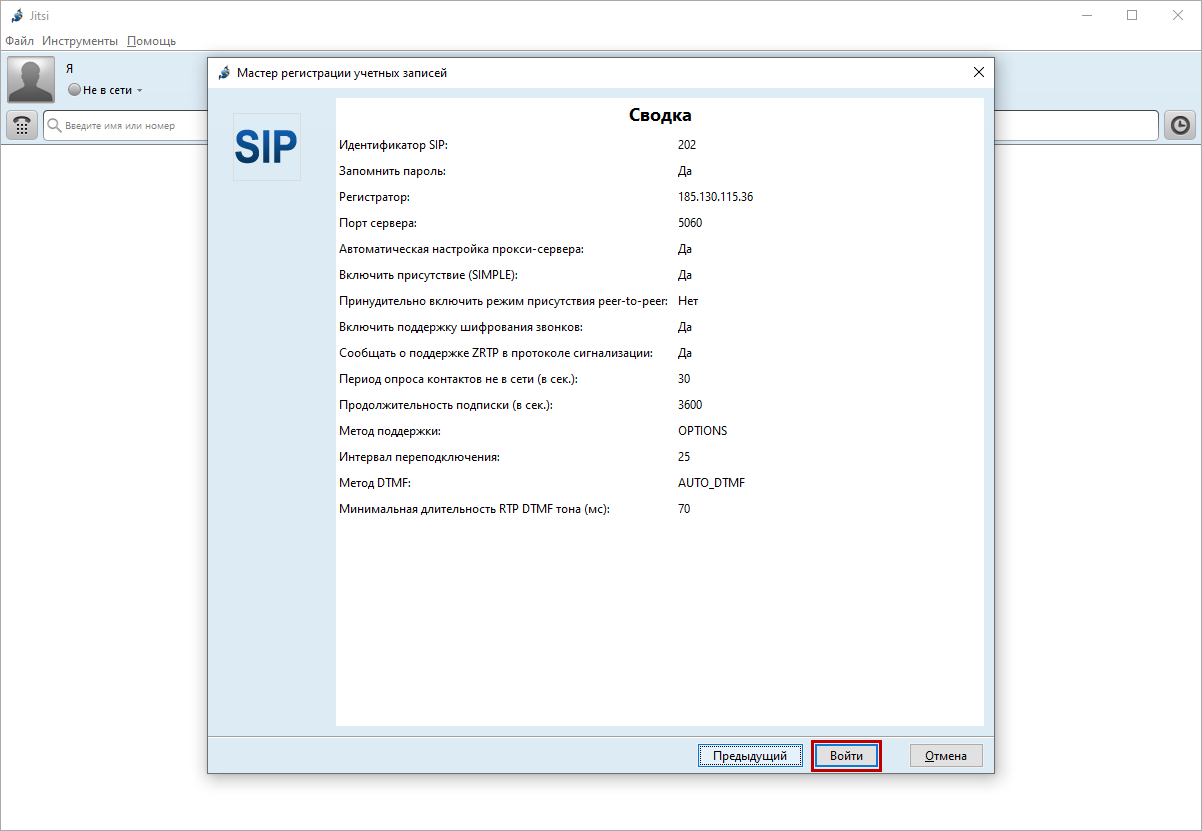 Jitsi
Файл Инструменты Помощь
Я
Не в сети
Введите имя или номер
Мастер регистрации учетных записей
SIP
Сводка
Идентификатор SIP: 202
Запомнить пароль: Да
Регистратор: 185.130.115.36
Порт сервера: 5060
Автоматическая настройка прокси-сервера: Да
Включить присутствие (SIMPLE): Да
Принудительно включить режим присутствия peer-to-peer: Нет
Включить поддержку шифрования звонков: Да
Сообщать о поддержке ZRTP в протоколе сигнализации: Да
Период опроса контактов не в сети (в сек.): 30
Продолжительность подписки (в сек.): 3600
Метод поддержки: OPTIONS
Интервал переподключения: 25
Метод DTMF: AUTO_DTMF
Минимальная длительность RTP DTMF тона (мс): 70
Предыдущий Войти Отмена